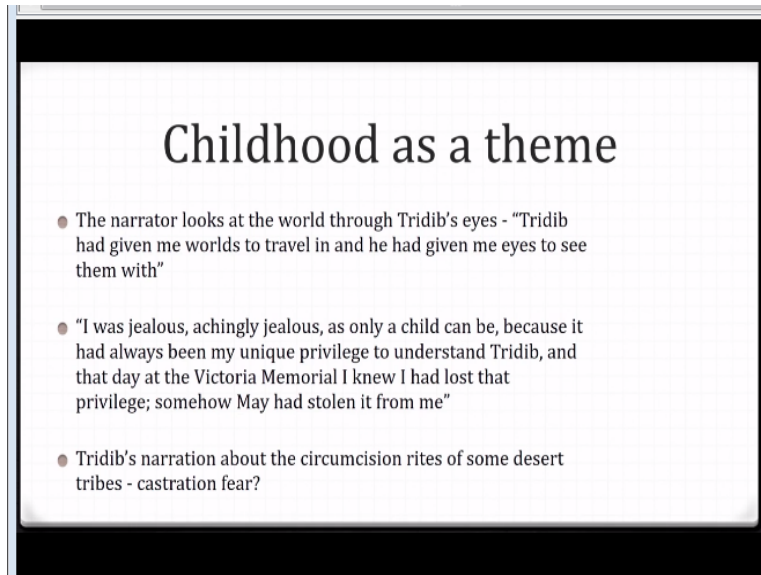 Childhood as a theme
The narrator looks at the world through Tridib's eyes - “Tridib
had given me worlds to travel in and he had given me eyes to see
them with”
“I was jealous, achingly jealous, as only a child can be, because it
had always been my unique privilege to understand Tridib, and
that day at the Victoria Memorial I knew I had lost that
privilege; somehow May had stolen it from me”
Tridib's narration about the circumcision rites of some desert
tribes - castration fear?